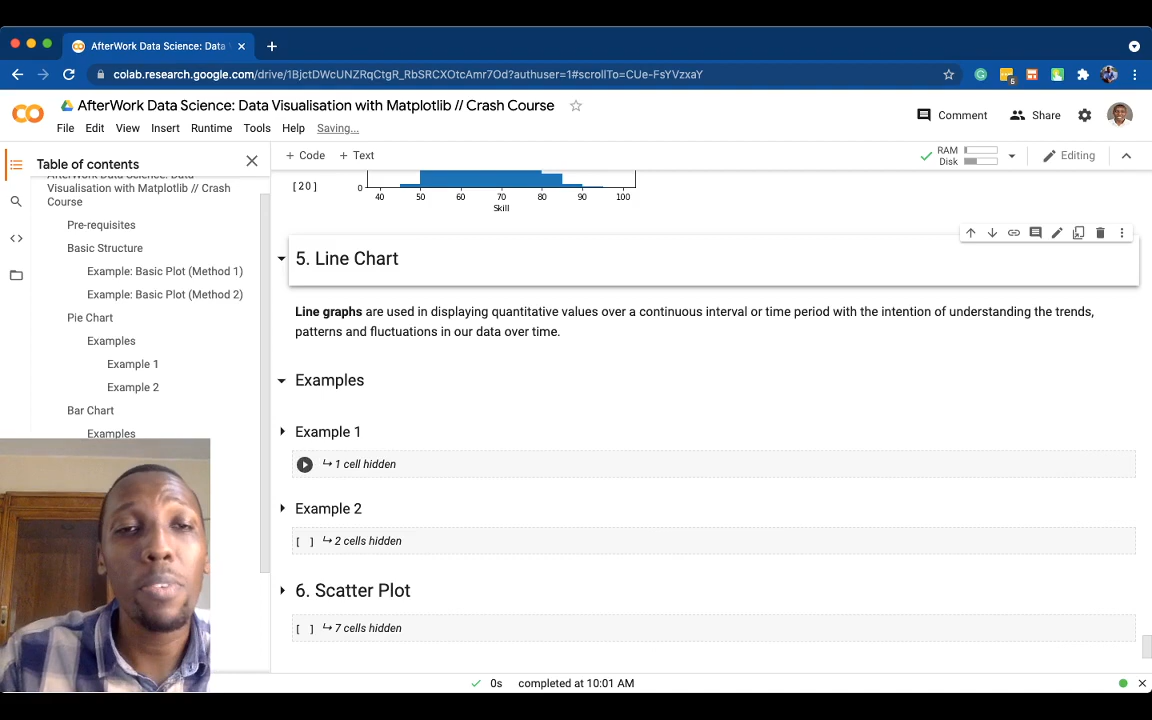 AfterWork Data Science: Data
colab.research.google.com/drive/1BjctDWcUNZRqCtgR_RbSRCXOtcAmr7Od?authuser=1#scrollTo=CUe-FsYVzxaY
6
AfterWork Data Science: Data Visualisation with Matplotlib // Crash Course
Comment
Share
File Edit View Insert Runtime Tools Help Saving...
Table of contents
+ Code + Text
RAM
Disk
Editing
AfterWork Data Science: Data
Visualisation with Matplotlib // Crash
Course
Pre-requisites
Basic Structure
Example: Basic Plot (Method 1)
Example: Basic Plot (Method 2)
Pie Chart
Examples
Example 1
Example 2
Bar Chart
Examples
[20]
0
40 50 60 70 80 90 100
Skill
5. Line Chart
Line graphs are used in displaying quantitative values over a continuous interval or time period with the intention of understanding the trends,
patterns and fluctuations in our data over time.
Examples
Example 1
1 cell hidden
Example 2
[ ] 2 cells hidden
6. Scatter Plot
[ ] 7 cells hidden
0s completed at 10:01 AM